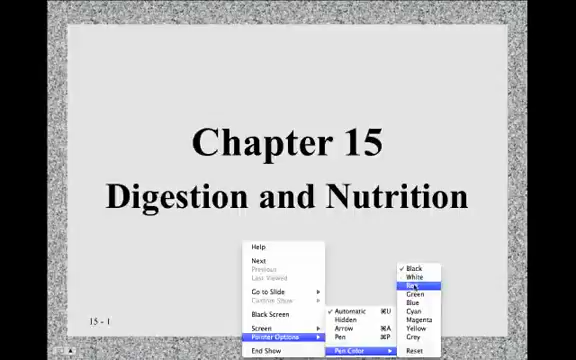 Chapter 15
Digestion and Nutrition
Help
Next
Previous
Last Viewed
Go to Slide
Confirm Show
Black Screen
Screen
Pointer Options
End Show
✓ Automatic ⌘U
Hidden
Arrow ⌘A
Pen ⌘P
Pen Color
✓ Black
White
Red
Green
Blue
Cyan
Magenta
Yellow
Grey
Reset
15 - 1